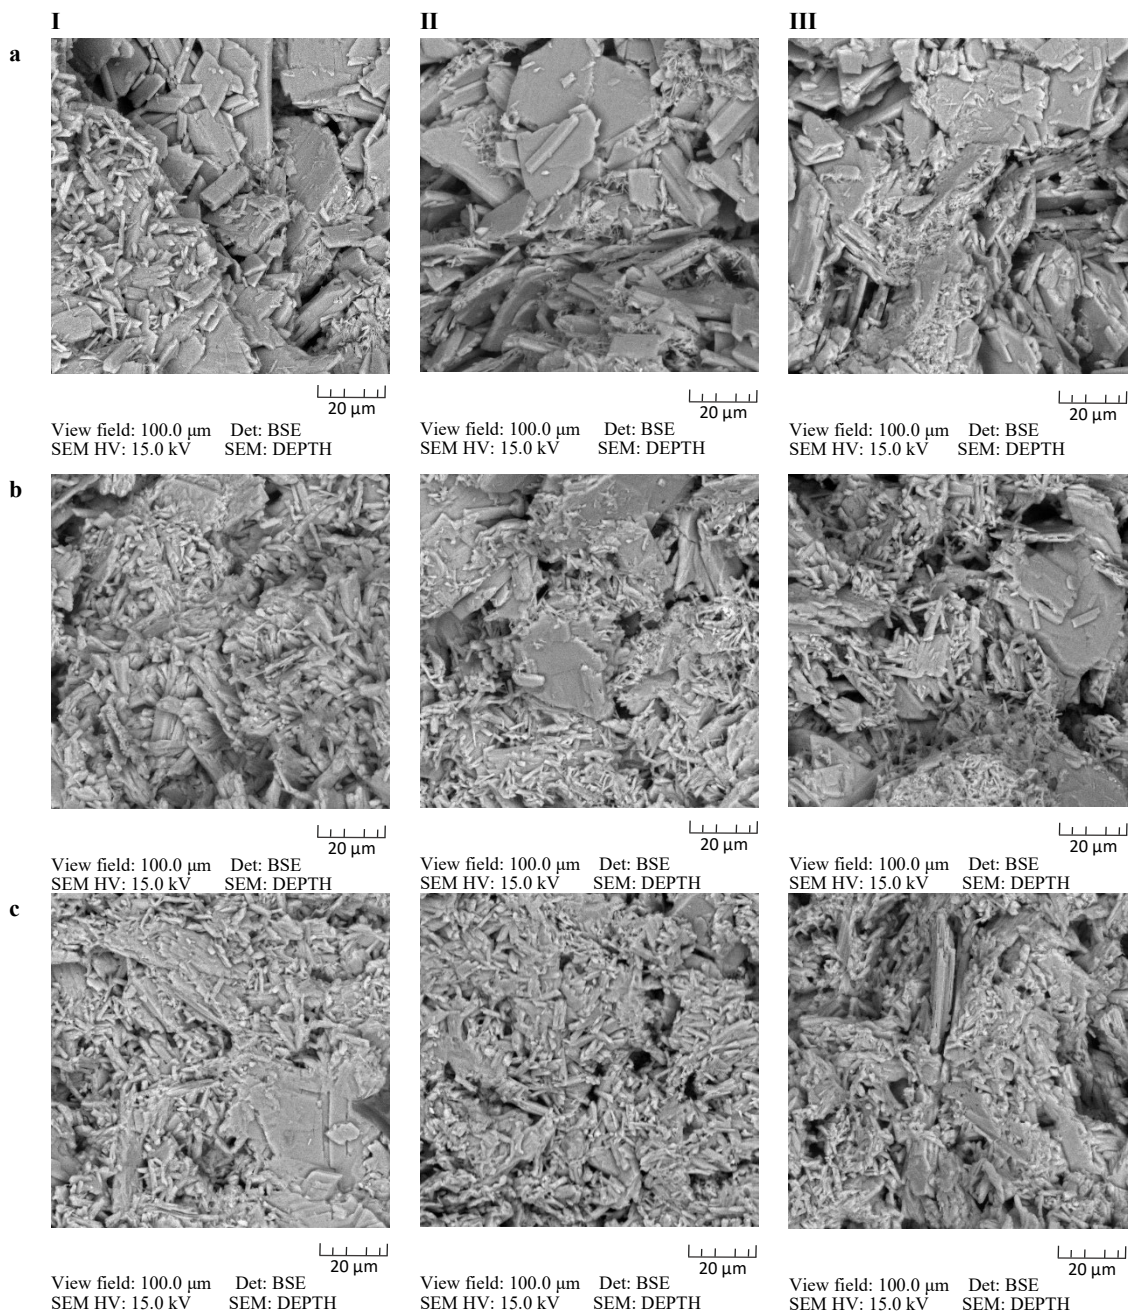 I II III
a
20 µm 20 µm 20 µm
View field: 100.0 µm Det: BSE View field: 100.0 µm Det: BSE View field: 100.0 µm Det: BSE
SEM HV: 15.0 kV SEM: DEPTH SEM HV: 15.0 kV SEM: DEPTH SEM HV: 15.0 kV SEM: DEPTH
b
20 µm 20 µm 20 µm
View field: 100.0 µm Det: BSE View field: 100.0 µm Det: BSE View field: 100.0 µm Det: BSE
SEM HV: 15.0 kV SEM: DEPTH SEM HV: 15.0 kV SEM: DEPTH SEM HV: 15.0 kV SEM: DEPTH
c
20 µm 20 µm 20 µm
View field: 100.0 µm Det: BSE View field: 100.0 µm Det: BSE View field: 100.0 µm Det: BSE
SEM HV: 15.0 kV SEM: DEPTH SEM HV: 15.0 kV SEM: DEPTH SEM HV: 15.0 kV SEM: DEPTH